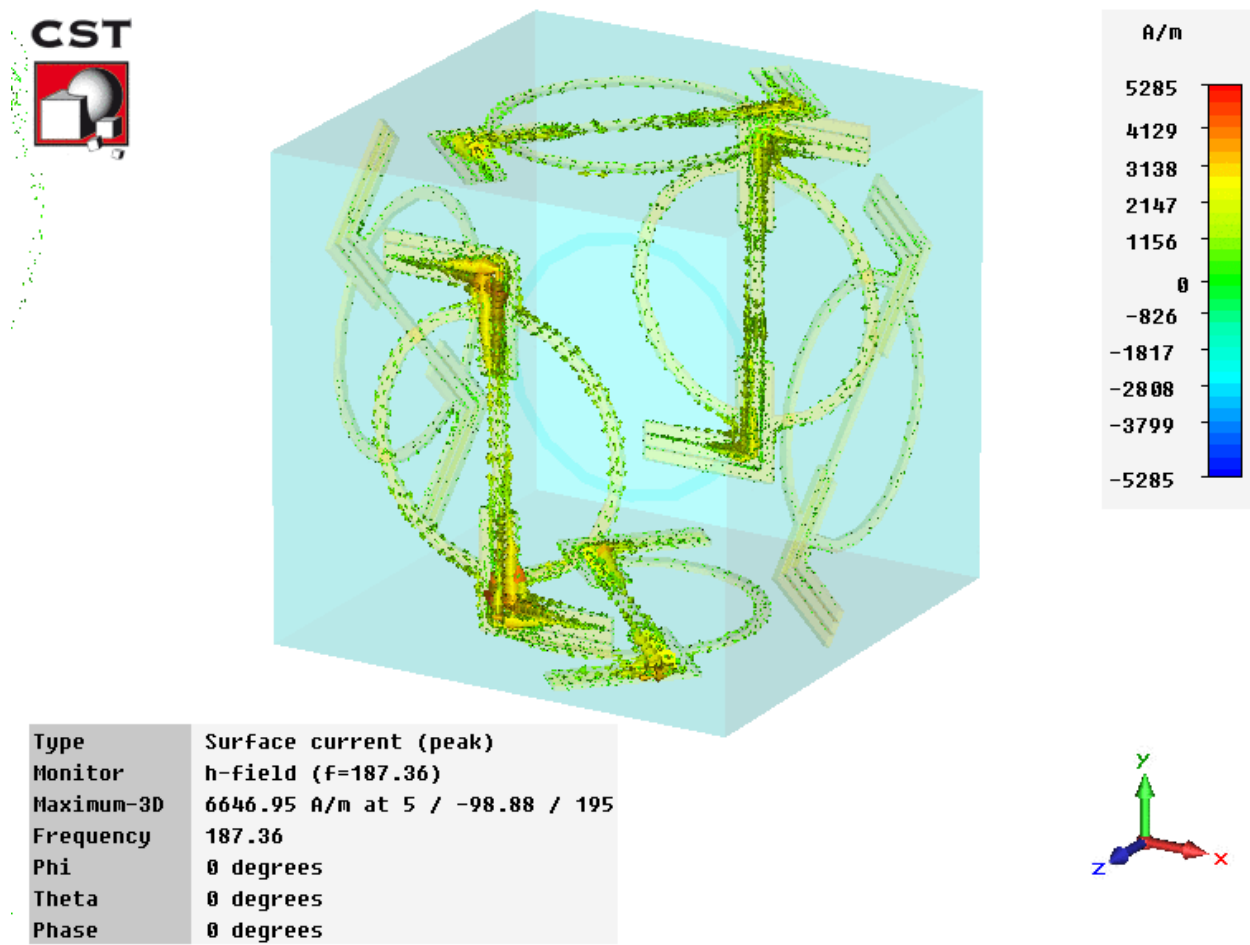 CST
A/m
5285
4129
3138
2147
1156
0
-826
-1817
-2808
-3799
-5285
Type Surface current (peak)
Monitor h-field (f=187.36)
Maximum-3D 6646.95 A/m at 5 / -98.88 / 195
Frequency 187.36
Phi 0 degrees
Theta 0 degrees
Phase 0 degrees
y
z
x